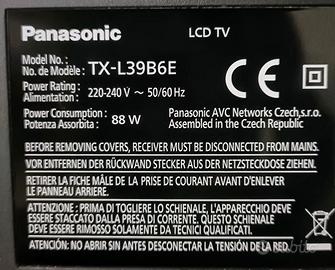 Panasonic LCD TV
Model No. :
No. de Modèle : TX-L39B6E
Power Rating :
Alimentation : 220-240 V ~ 50/60 Hz
CE
Power Consumption :
Potenza Assorbita : 88 W
Panasonic AVC Networks Czech,s.r.o.
Assembled in the Czech Republic
BEFORE REMOVING COVERS, RECEIVER MUST BE DISCONNECTED FROM MAINS.
VOR ENTFERNEN DER RÜCKWAND STECKER AUS DER NETZSTECKDOSE ZIEHEN.
RETIRER LA FICHE MÂLE DE LA PRISE DE COURANT AVANT D'ENLEVER
LE PANNEAU ARRIERE.
ATTENZIONE : PRIMA DI TOGLIERE LO SCHIENALE, L'APPARECCHIO DEVE
ESSERE STACCATO DALLA PRESA DI CORRENTE. QUESTO SCHIENALE
DEVE ESSERE RIMOSSO SOLAMENTE DA TECNICI QUALIFICATI.
ATENCIÓN: NO ABRIR SIN ANTES DESCONECTAR LA TENSIÓN DE LA RED.
subito